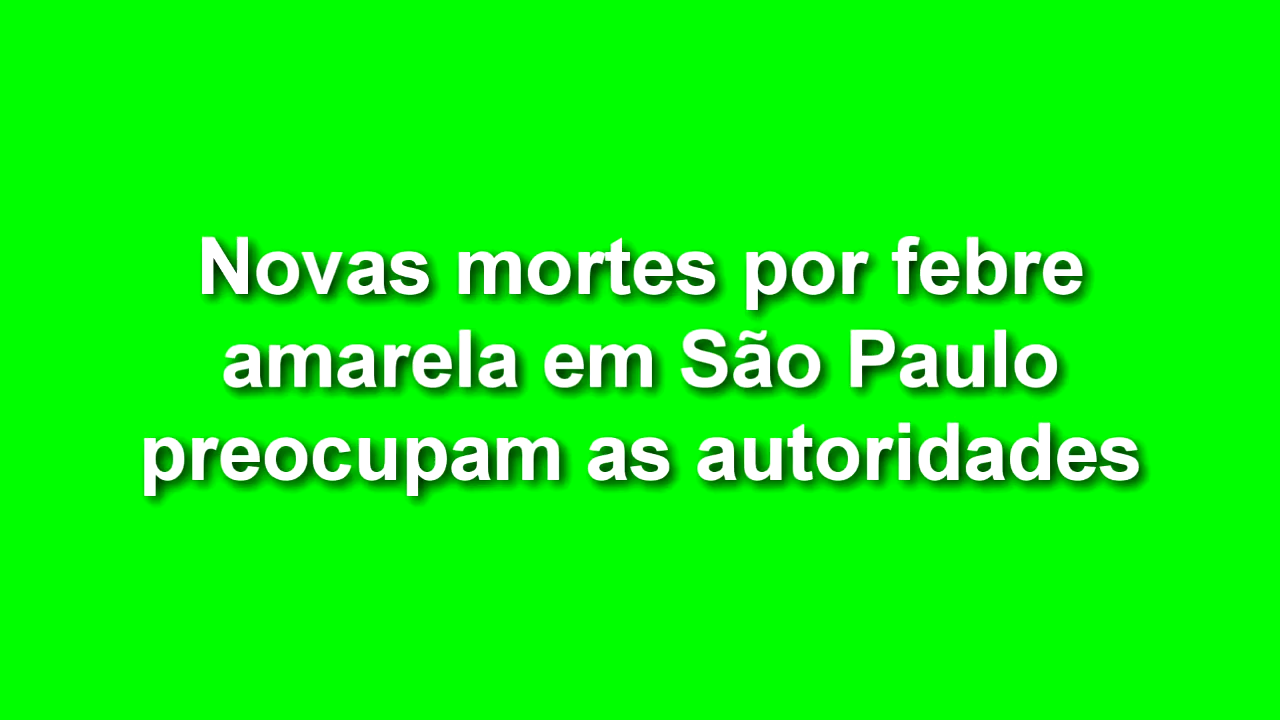 Novas mortes por febre
amarela em São Paulo
preocupam as autoridades